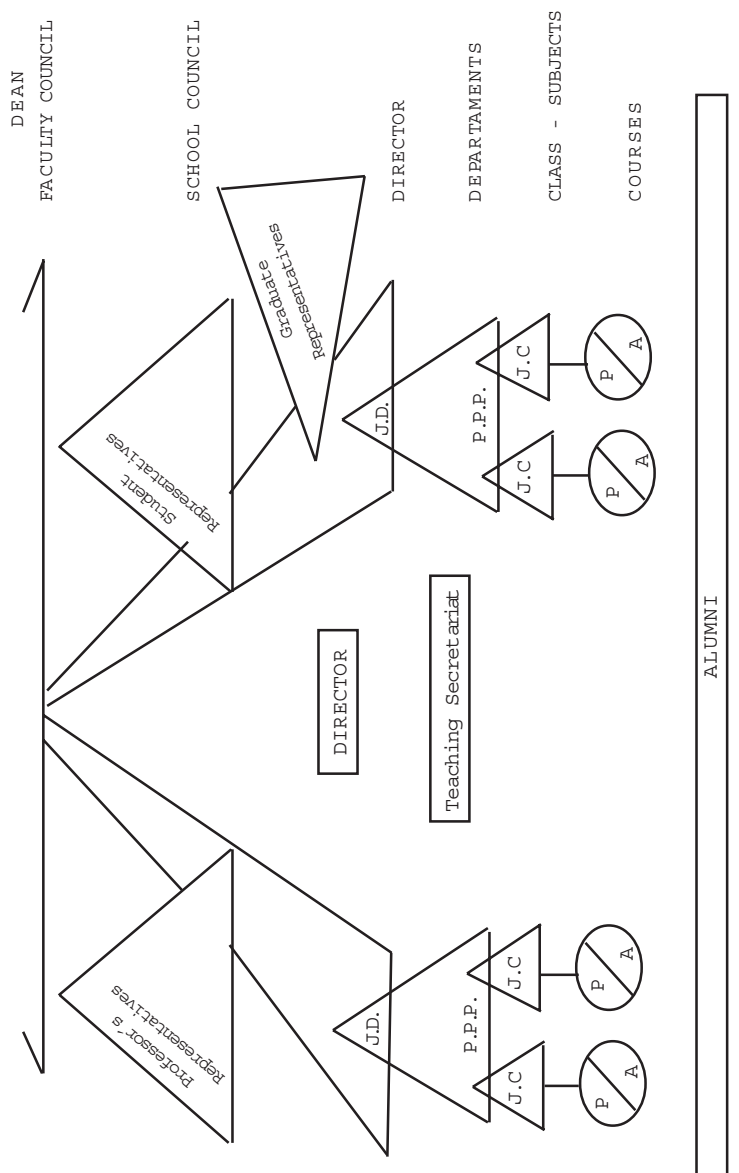 DEAN
FACULTY COUNCIL
SCHOOL COUNCIL
DIRECTOR
DEPARTAMENTS
CLASS - SUBJECTS
COURSES
Professor´s
Representatives
Student
Representatives
Graduate
Representatives
DIRECTOR
J.D.
J.D.
Teaching Secretariat
P.P.P.
P.P.P.
J.C
J.C
J.C
J.C
P A
P A
P A
P A
ALUMNI